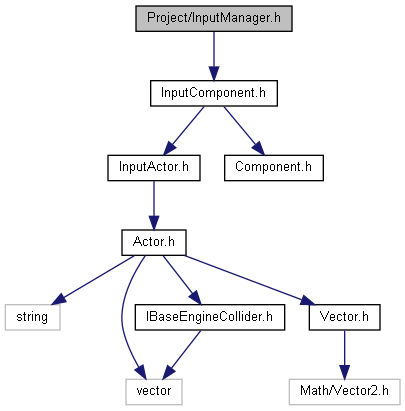 Project/InputManager.h
InputComponent.h
InputActor.h
Component.h
Actor.h
string
IBaseEngineCollider.h
Vector.h
vector
Math/Vector2.h